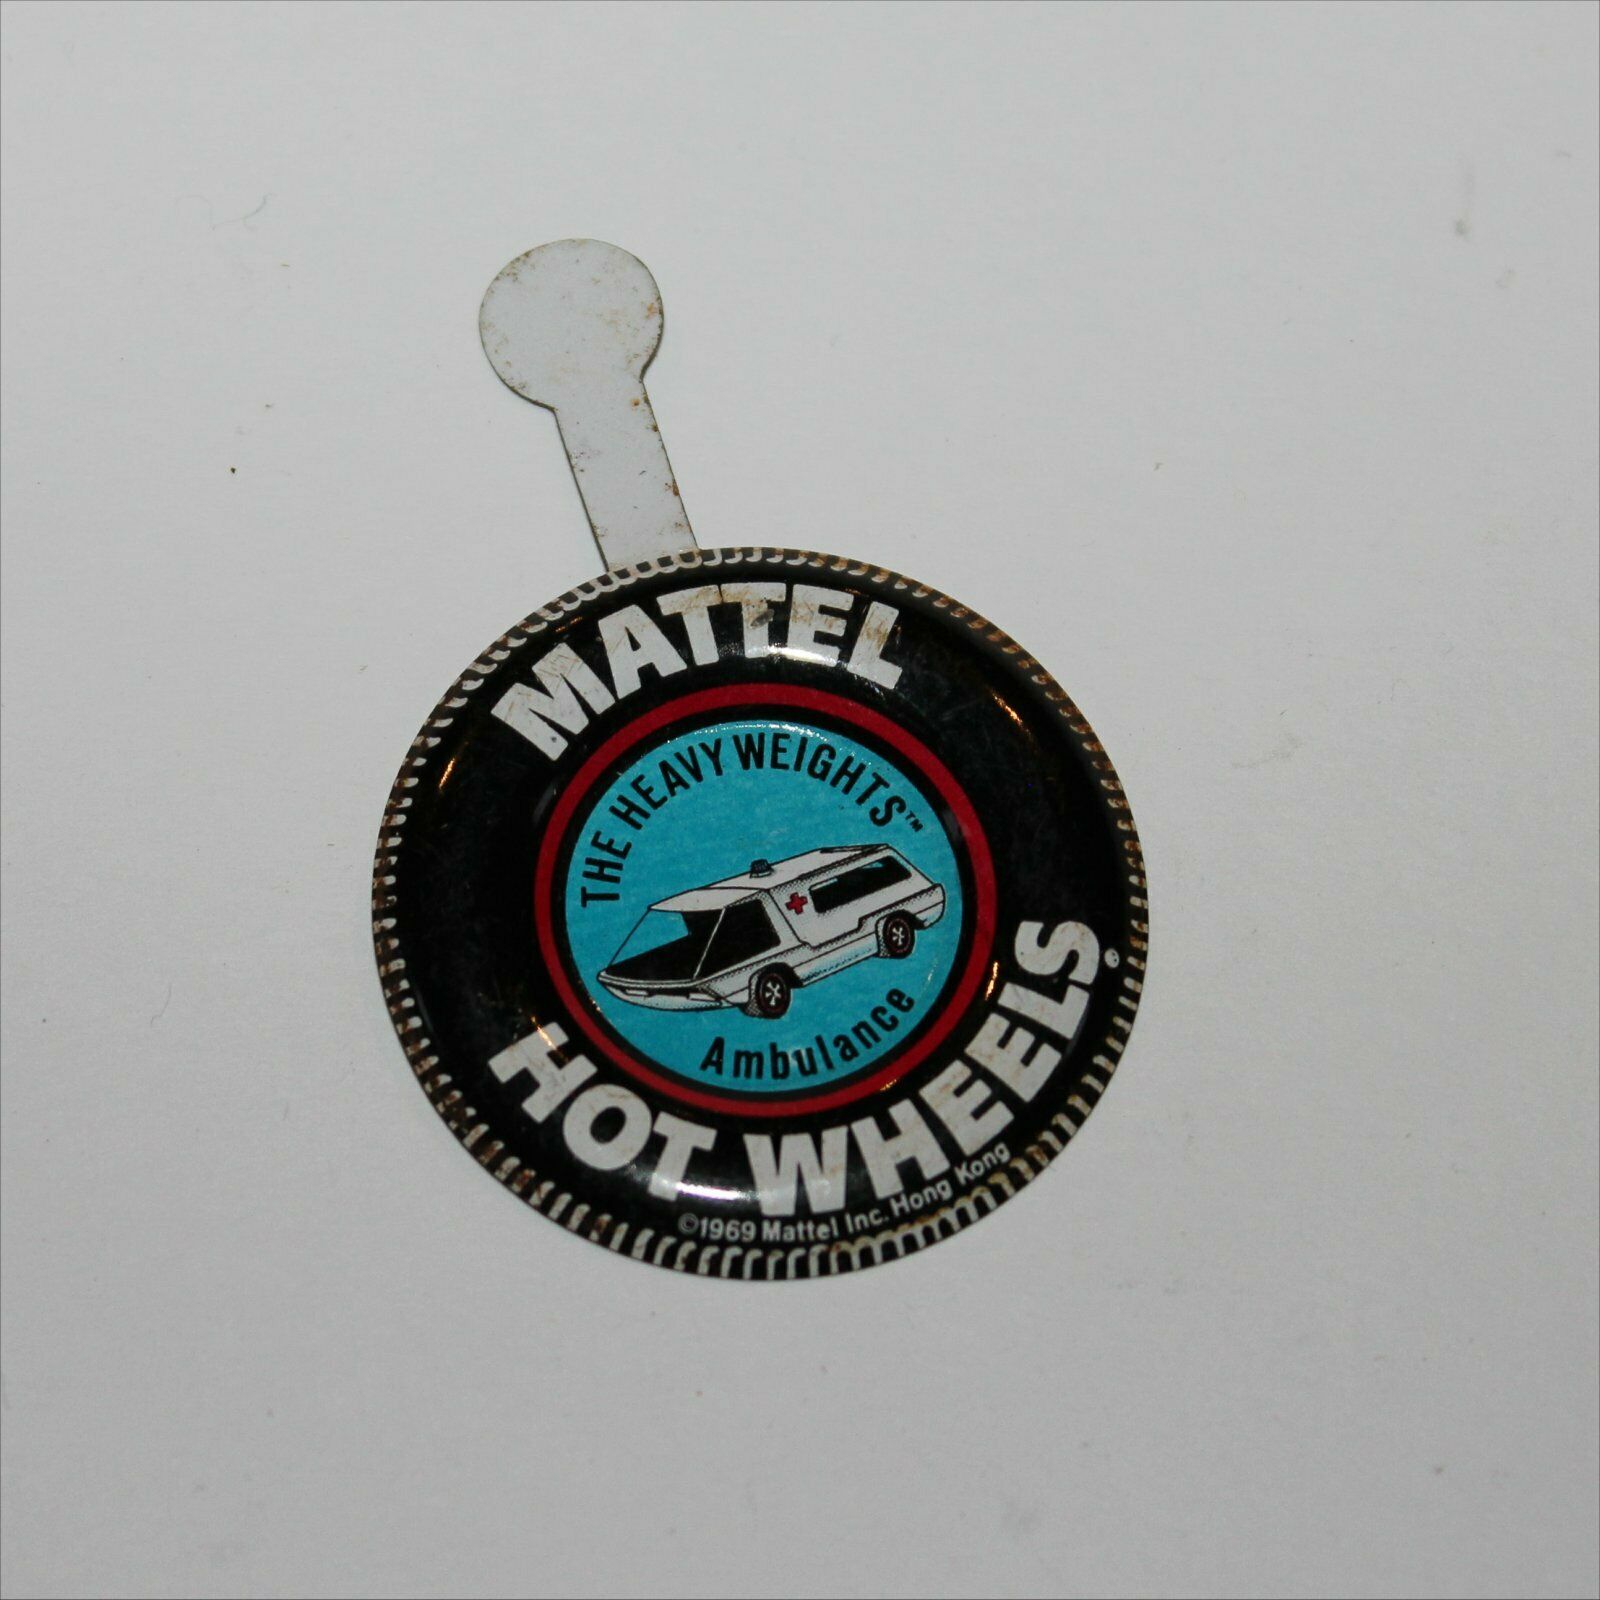 MATTEL
THE HEAVY WEIGHTS™
Ambulance
HOT WHEELS®
©1969 Mattel Inc. Hong Kong